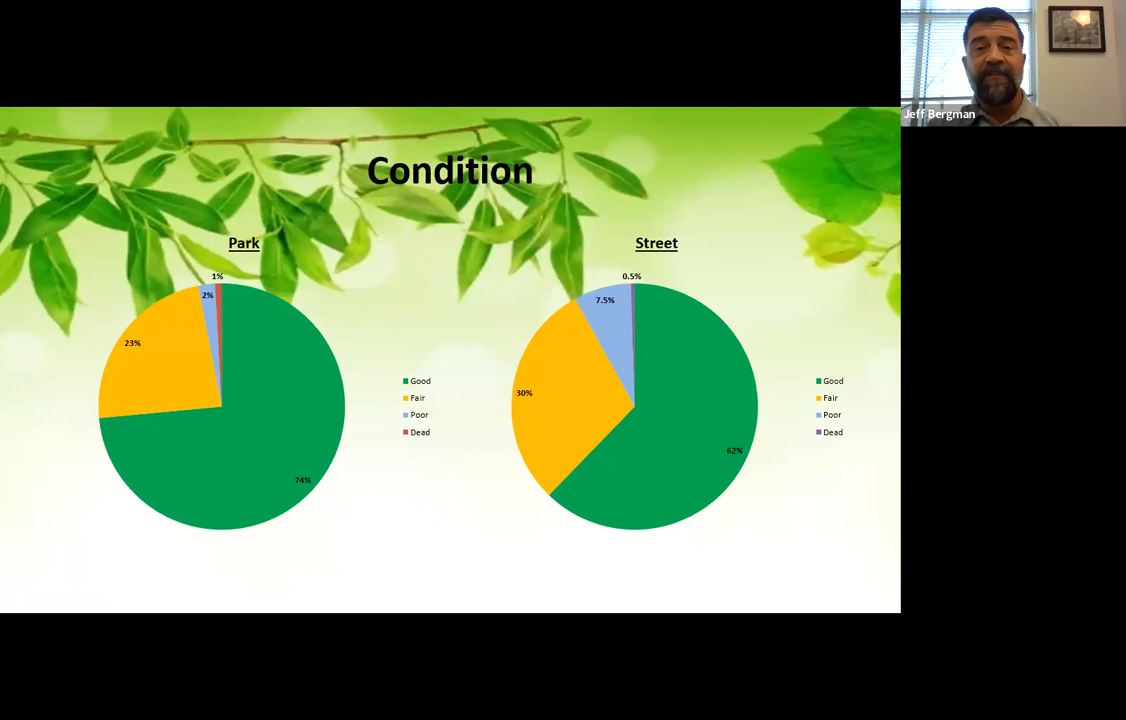 Jeff Bergman
Condition
Park
1%
2%
23%
74%
Good
Fair
Poor
Dead
Street
0.5%
7.5%
30%
62%
Good
Fair
Poor
Dead